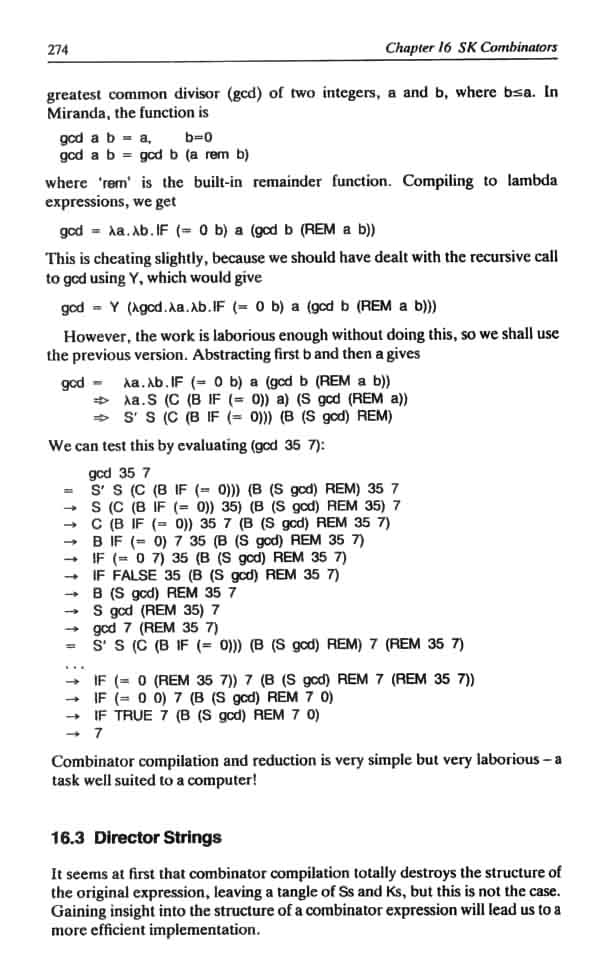 274 Chapter 16 SK Combinators
greatest common divisor (gcd) of two integers, a and b, where b≤a. In
Miranda, the function is
gcd a b = a, b=0
gcd a b = gcd b (a rem b)
where 'rem' is the built-in remainder function. Compiling to lambda
expressions, we get
gcd = λa.λb.IF (= 0 b) a (gcd b (REM a b))
This is cheating slightly, because we should have dealt with the recursive call
to gcd using Y, which would give
gcd = Y (λgcd.λa.λb.IF (= 0 b) a (gcd b (REM a b)))
However, the work is laborious enough without doing this, so we shall use
the previous version. Abstracting first b and then a gives
gcd = λa.λb.IF (= 0 b) a (gcd b (REM a b))
⇒ λa.S (C (B IF (= 0)) a) (S gcd (REM a))
⇒ S' S (C (B IF (= 0))) (B (S gcd) REM)
We can test this by evaluating (gcd 35 7):
gcd 35 7
= S' S (C (B IF (= 0))) (B (S gcd) REM) 35 7
→ S (C (B IF (= 0)) 35) (B (S gcd) REM 35) 7
→ C (B IF (= 0)) 35 7 (B (S gcd) REM 35 7)
→ B IF (= 0) 7 35 (B (S gcd) REM 35 7)
→ IF (= 0 7) 35 (B (S gcd) REM 35 7)
→ IF FALSE 35 (B (S gcd) REM 35 7)
→ B (S gcd) REM 35 7
→ S gcd (REM 35) 7
→ gcd 7 (REM 35 7)
= S' S (C (B IF (= 0))) (B (S gcd) REM) 7 (REM 35 7)
...
→ IF (= 0 (REM 35 7)) 7 (B (S gcd) REM 7 (REM 35 7))
→ IF (= 0 0) 7 (B (S gcd) REM 7 0)
→ IF TRUE 7 (B (S gcd) REM 7 0)
→ 7
Combinator compilation and reduction is very simple but very laborious – a
task well suited to a computer!
16.3 Director Strings
It seems at first that combinator compilation totally destroys the structure of
the original expression, leaving a tangle of Ss and Ks, but this is not the case.
Gaining insight into the structure of a combinator expression will lead us to a
more efficient implementation.